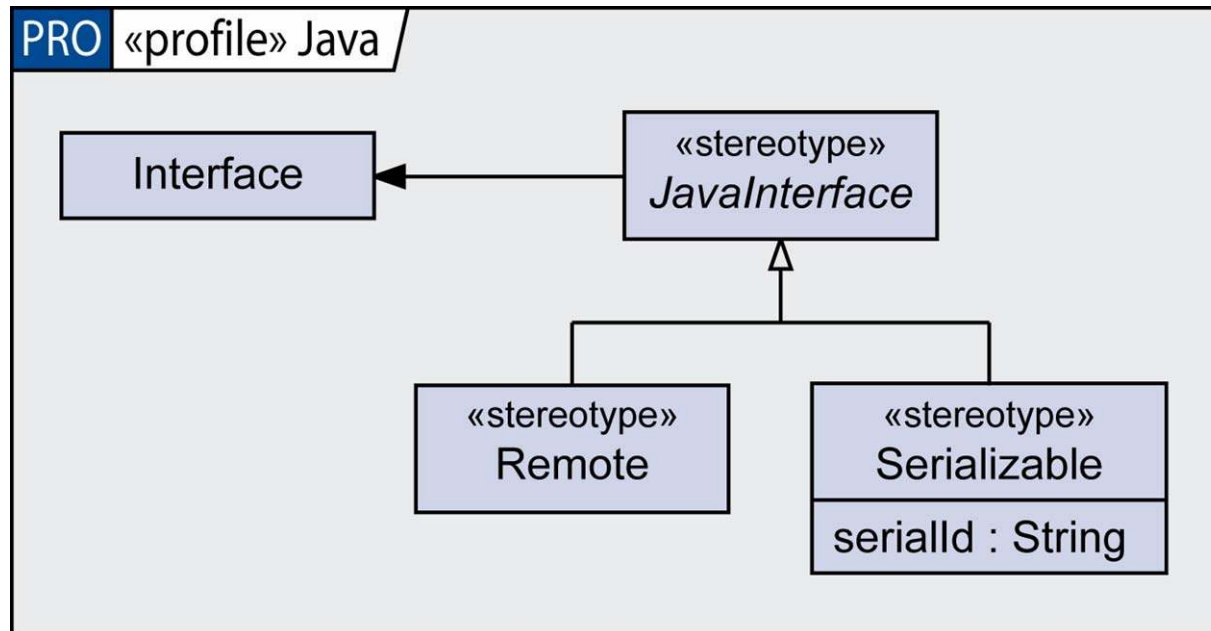 PRO «profile» Java
Interface
«stereotype»
JavaInterface
«stereotype»
Remote
«stereotype»
Serializable
serialId : String